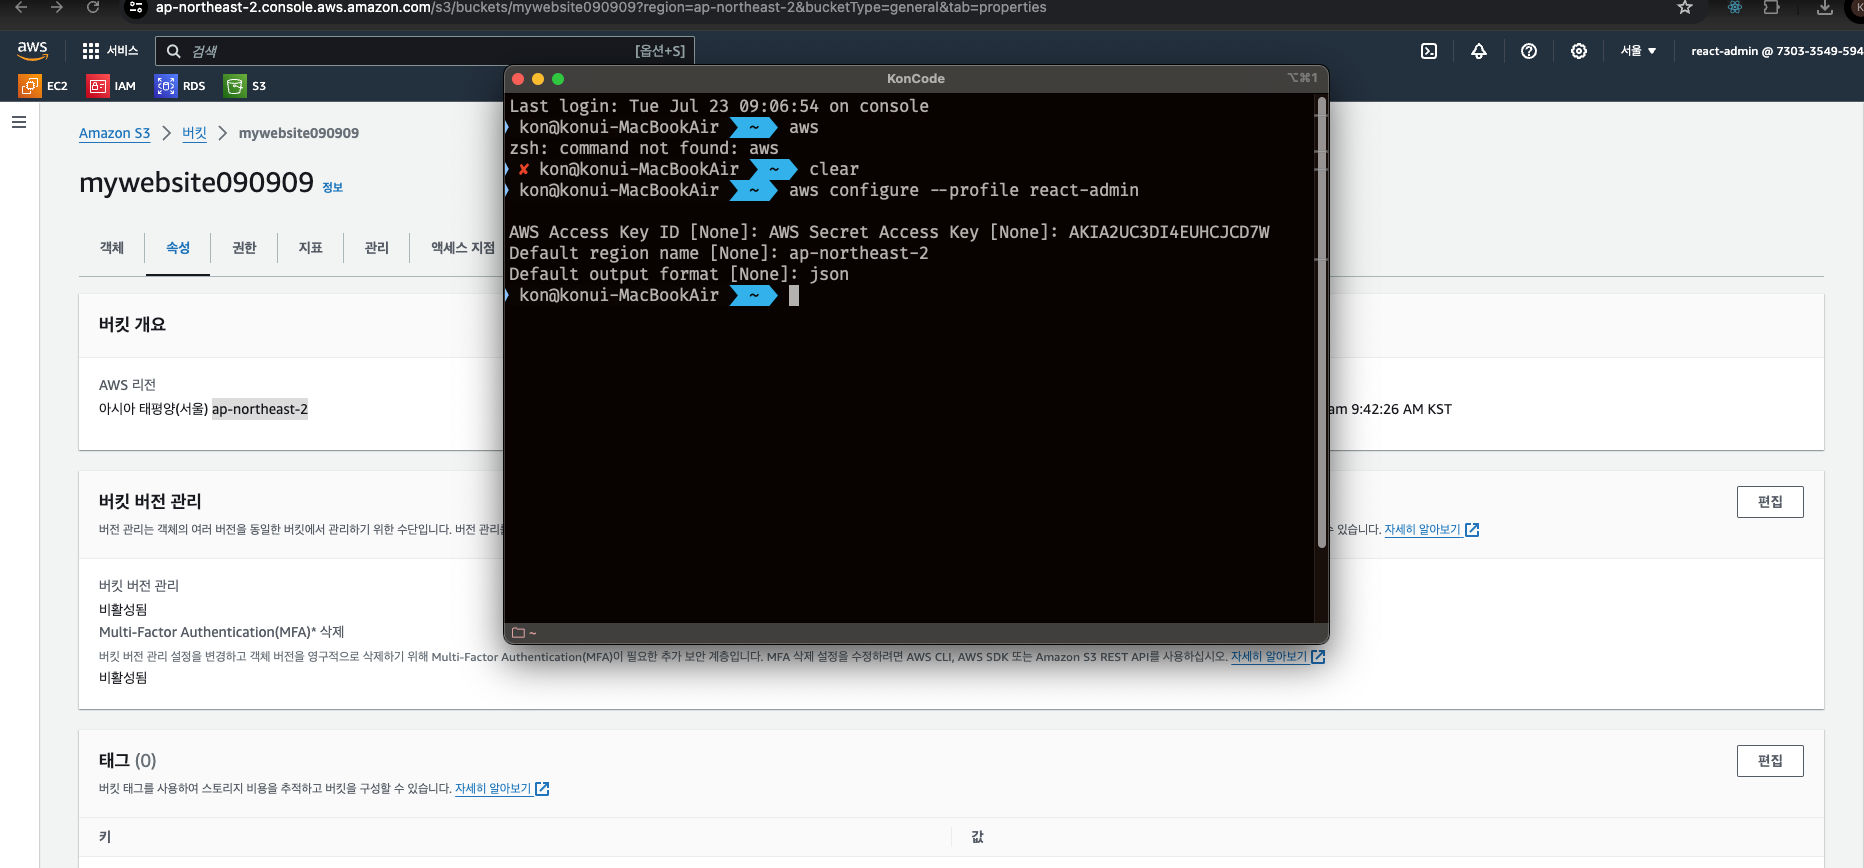 ap-northeast-2.console.aws.amazon.com/s3/buckets/mywebsite090909?region=ap-northeast-2&bucketType=general&tab=properties
aws
서비스
검색
[옵션+S]
서울
react-admin @ 7303-3549-594
EC2
IAM
RDS
S3
Amazon S3
버킷
mywebsite090909
mywebsite090909 정보
객체
속성
권한
지표
관리
액세스 지점
버킷 개요
AWS 리전
아시아 태평양(서울) ap-northeast-2
am 9:42:26 AM KST
KonCode
⌥⌘1
Last login: Tue Jul 23 09:06:54 on console
kon@konui-MacBookAir ~ aws
zsh: command not found: aws
✘ kon@konui-MacBookAir ~ clear
kon@konui-MacBookAir ~ aws configure --profile react-admin
AWS Access Key ID [None]: AWS Secret Access Key [None]: AKIA2UC3DI4EUHCJCD7W
Default region name [None]: ap-northeast-2
Default output format [None]: json
kon@konui-MacBookAir ~
~
버킷 버전 관리
편집
버전 관리는 객체의 여러 버전을 동일한 버킷에서 관리하기 위한 수단입니다. 버전 관리를
수 있습니다. 자세히 알아보기
버킷 버전 관리
비활성됨
Multi-Factor Authentication(MFA)* 삭제
버킷 버전 관리 설정을 변경하고 객체 버전을 영구적으로 삭제하기 위해 Multi-Factor Authentication(MFA)이 필요한 추가 보안 계층입니다. MFA 삭제 설정을 수정하려면 AWS CLI, AWS SDK 또는 Amazon S3 REST API를 사용하십시오. 자세히 알아보기
비활성됨
태그 (0)
편집
버킷 태그를 사용하여 스토리지 비용을 추적하고 버킷을 구성할 수 있습니다. 자세히 알아보기
키
값